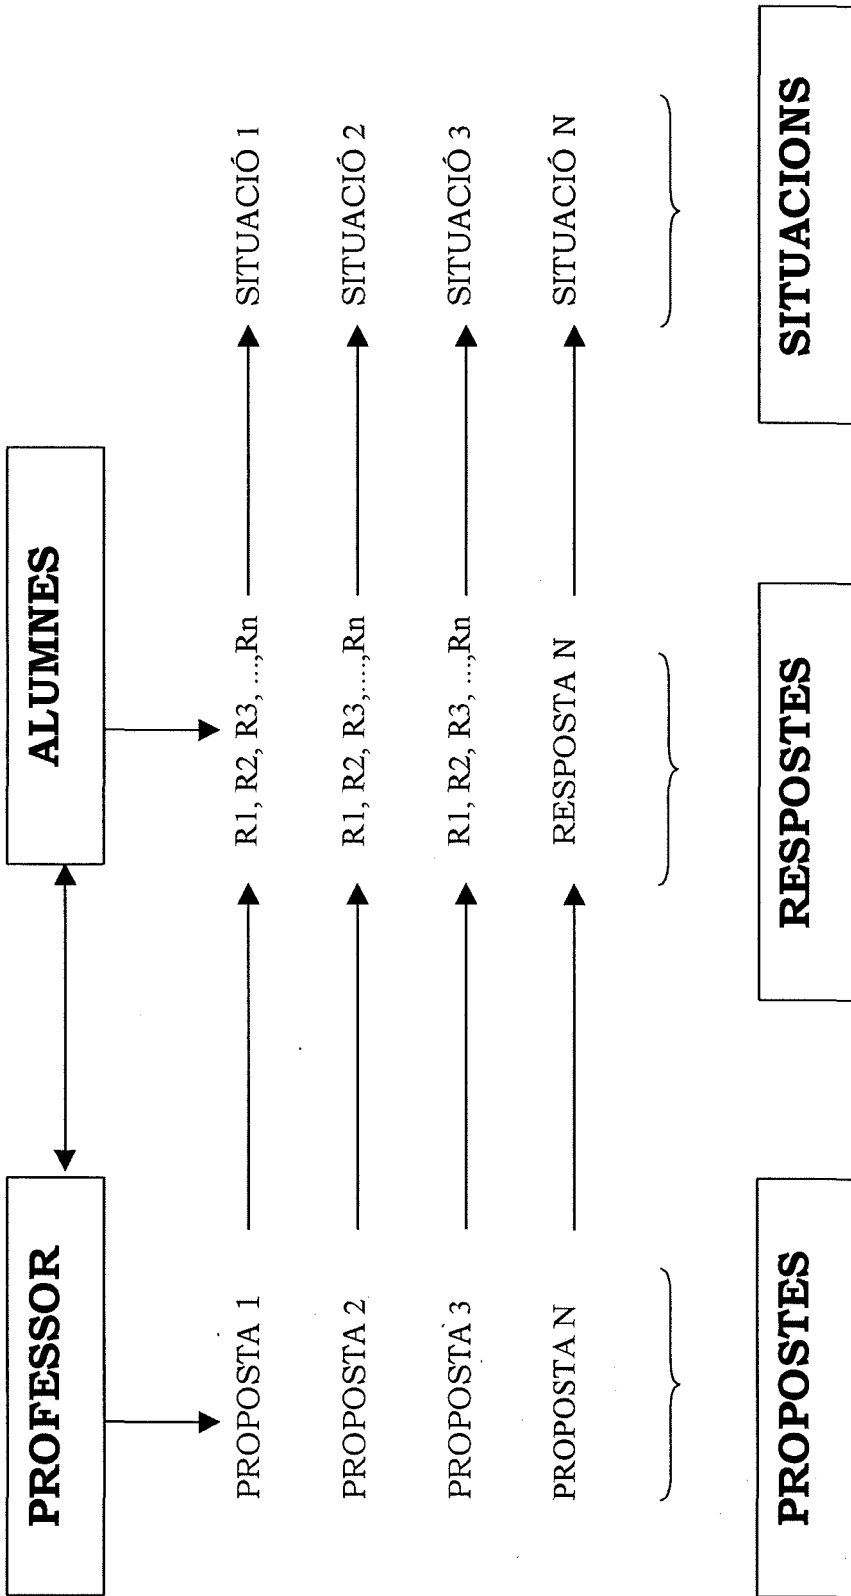 PROFESSOR
ALUMNES
PROPOSTA 1
R1, R2, R3, ...,Rn
SITUACIÓ 1
PROPOSTA 2
R1, R2, R3,....,Rn
SITUACIÓ 2
PROPOSTA 3
R1, R2, R3, ...,Rn
SITUACIÓ 3
PROPOSTA N
RESPOSTA N
SITUACIÓ N
PROPOSTES
RESPOSTES
SITUACIONS